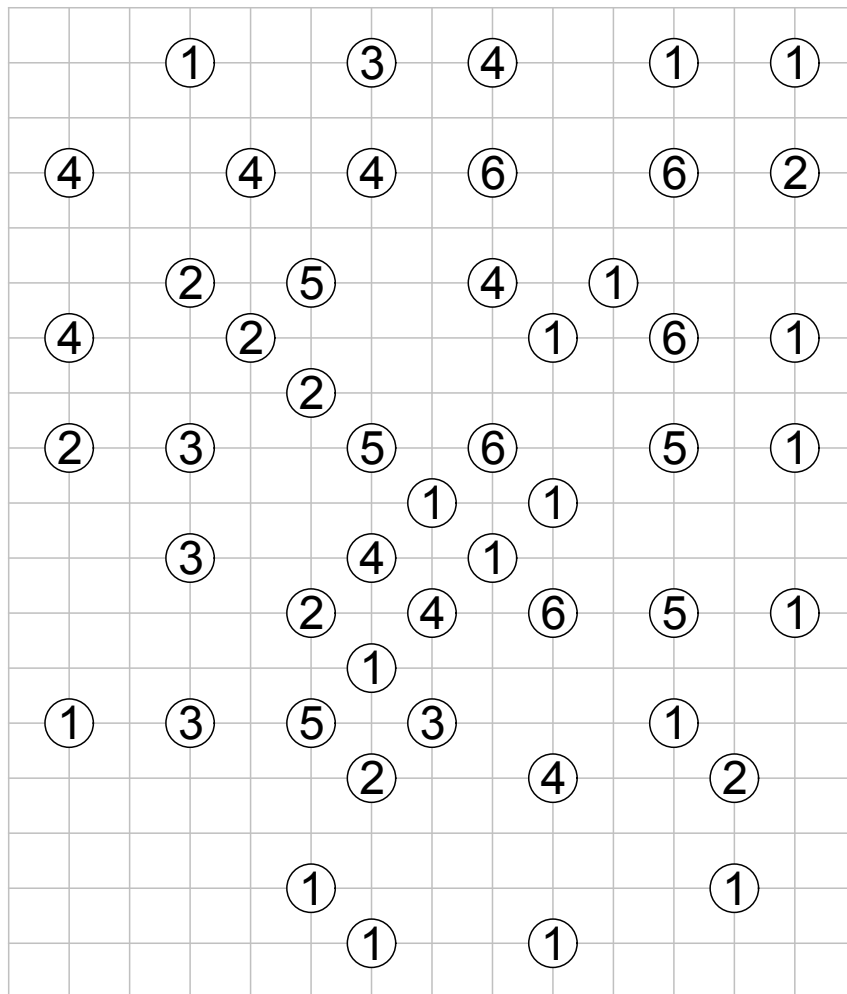 1 3 4 1 1
4 4 4 6 6 2
2 5 4 1
4 2 1 6 1
2
2 3 5 6 5 1
1 1
3 4 1
2 4 6 5 1
1
1 3 5 3 1
2 4 2
1 1
1 1